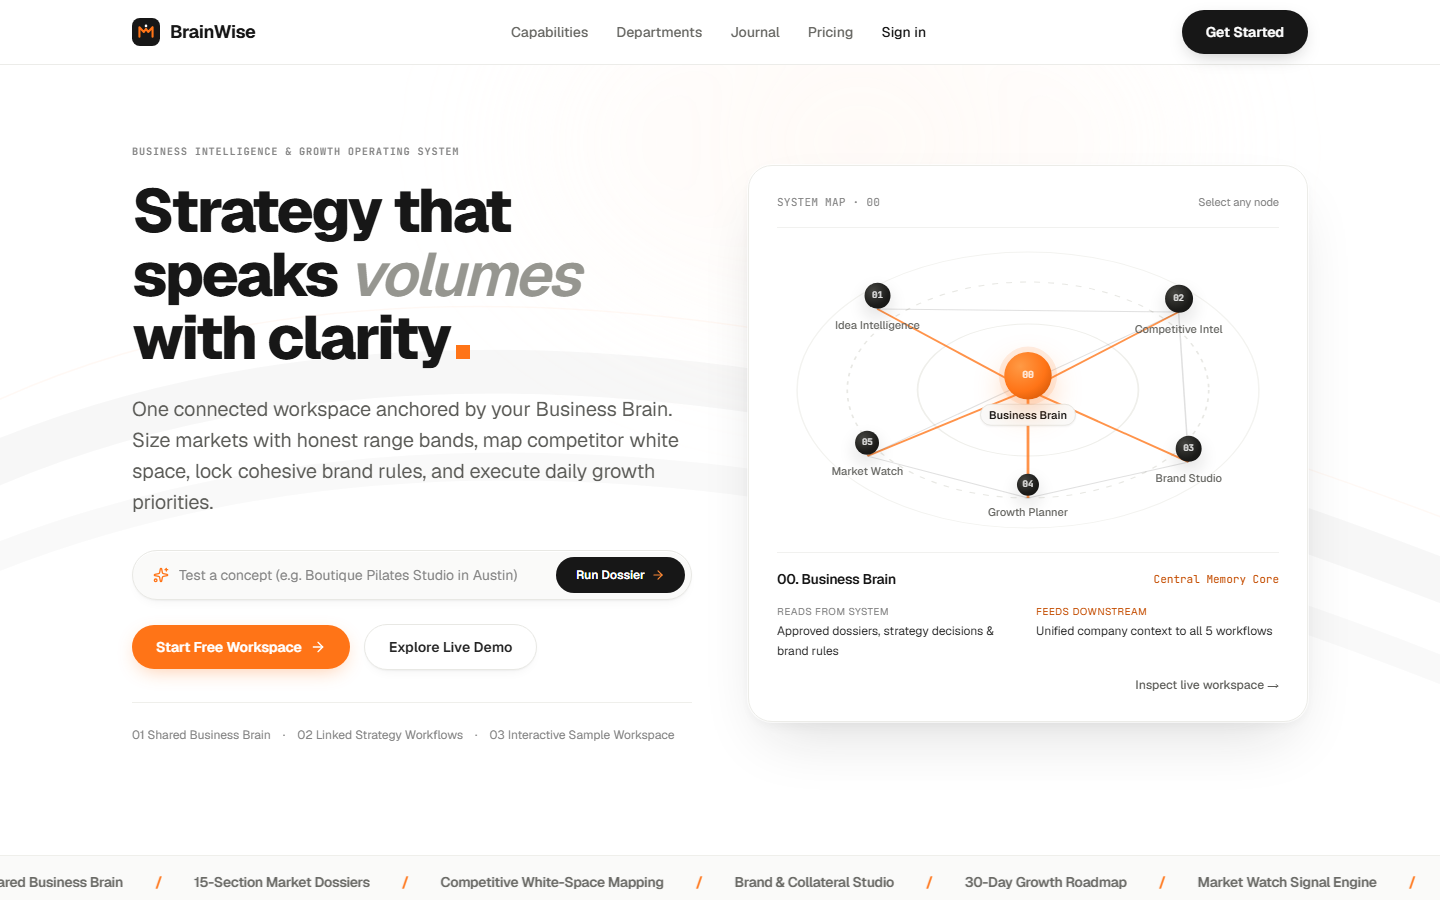 BrainWise
Capabilities
Departments
Journal
Pricing
Sign in
Get Started
BUSINESS INTELLIGENCE & GROWTH OPERATING SYSTEM
Strategy that
speaks volumes
with clarity.
One connected workspace anchored by your Business Brain.
Size markets with honest range bands, map competitor white
space, lock cohesive brand rules, and execute daily growth
priorities.
Test a concept (e.g. Boutique Pilates Studio in Austin)
Run Dossier →
Start Free Workspace →
Explore Live Demo
01 Shared Business Brain · 02 Linked Strategy Workflows · 03 Interactive Sample Workspace
SYSTEM MAP · 00
Select any node
01
Idea Intelligence
02
Competitive Intel
00
Business Brain
05
Market Watch
03
Brand Studio
04
Growth Planner
00. Business Brain
Central Memory Core
READS FROM SYSTEM
Approved dossiers, strategy decisions &
brand rules
FEEDS DOWNSTREAM
Unified company context to all 5 workflows
Inspect live workspace →
ared Business Brain / 15-Section Market Dossiers / Competitive White-Space Mapping / Brand & Collateral Studio / 30-Day Growth Roadmap / Market Watch Signal Engine /